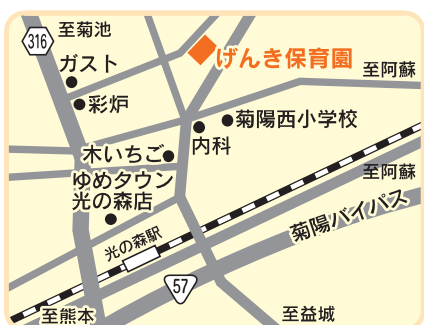 至菊池
316
ガスト
げんき保育園
至阿蘇
彩炉
菊陽西小学校
内科
木いちご
至阿蘇
ゆめタウン
光の森店
菊陽バイパス
光の森駅
57
至熊本
至益城